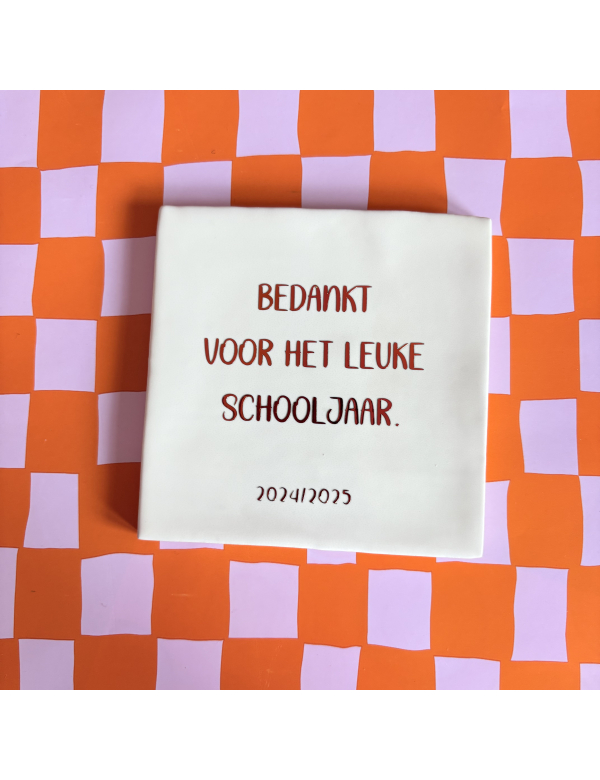 BEDANKT
VOOR HET LEUKE
SCHOOLJAAR.
2024/2025